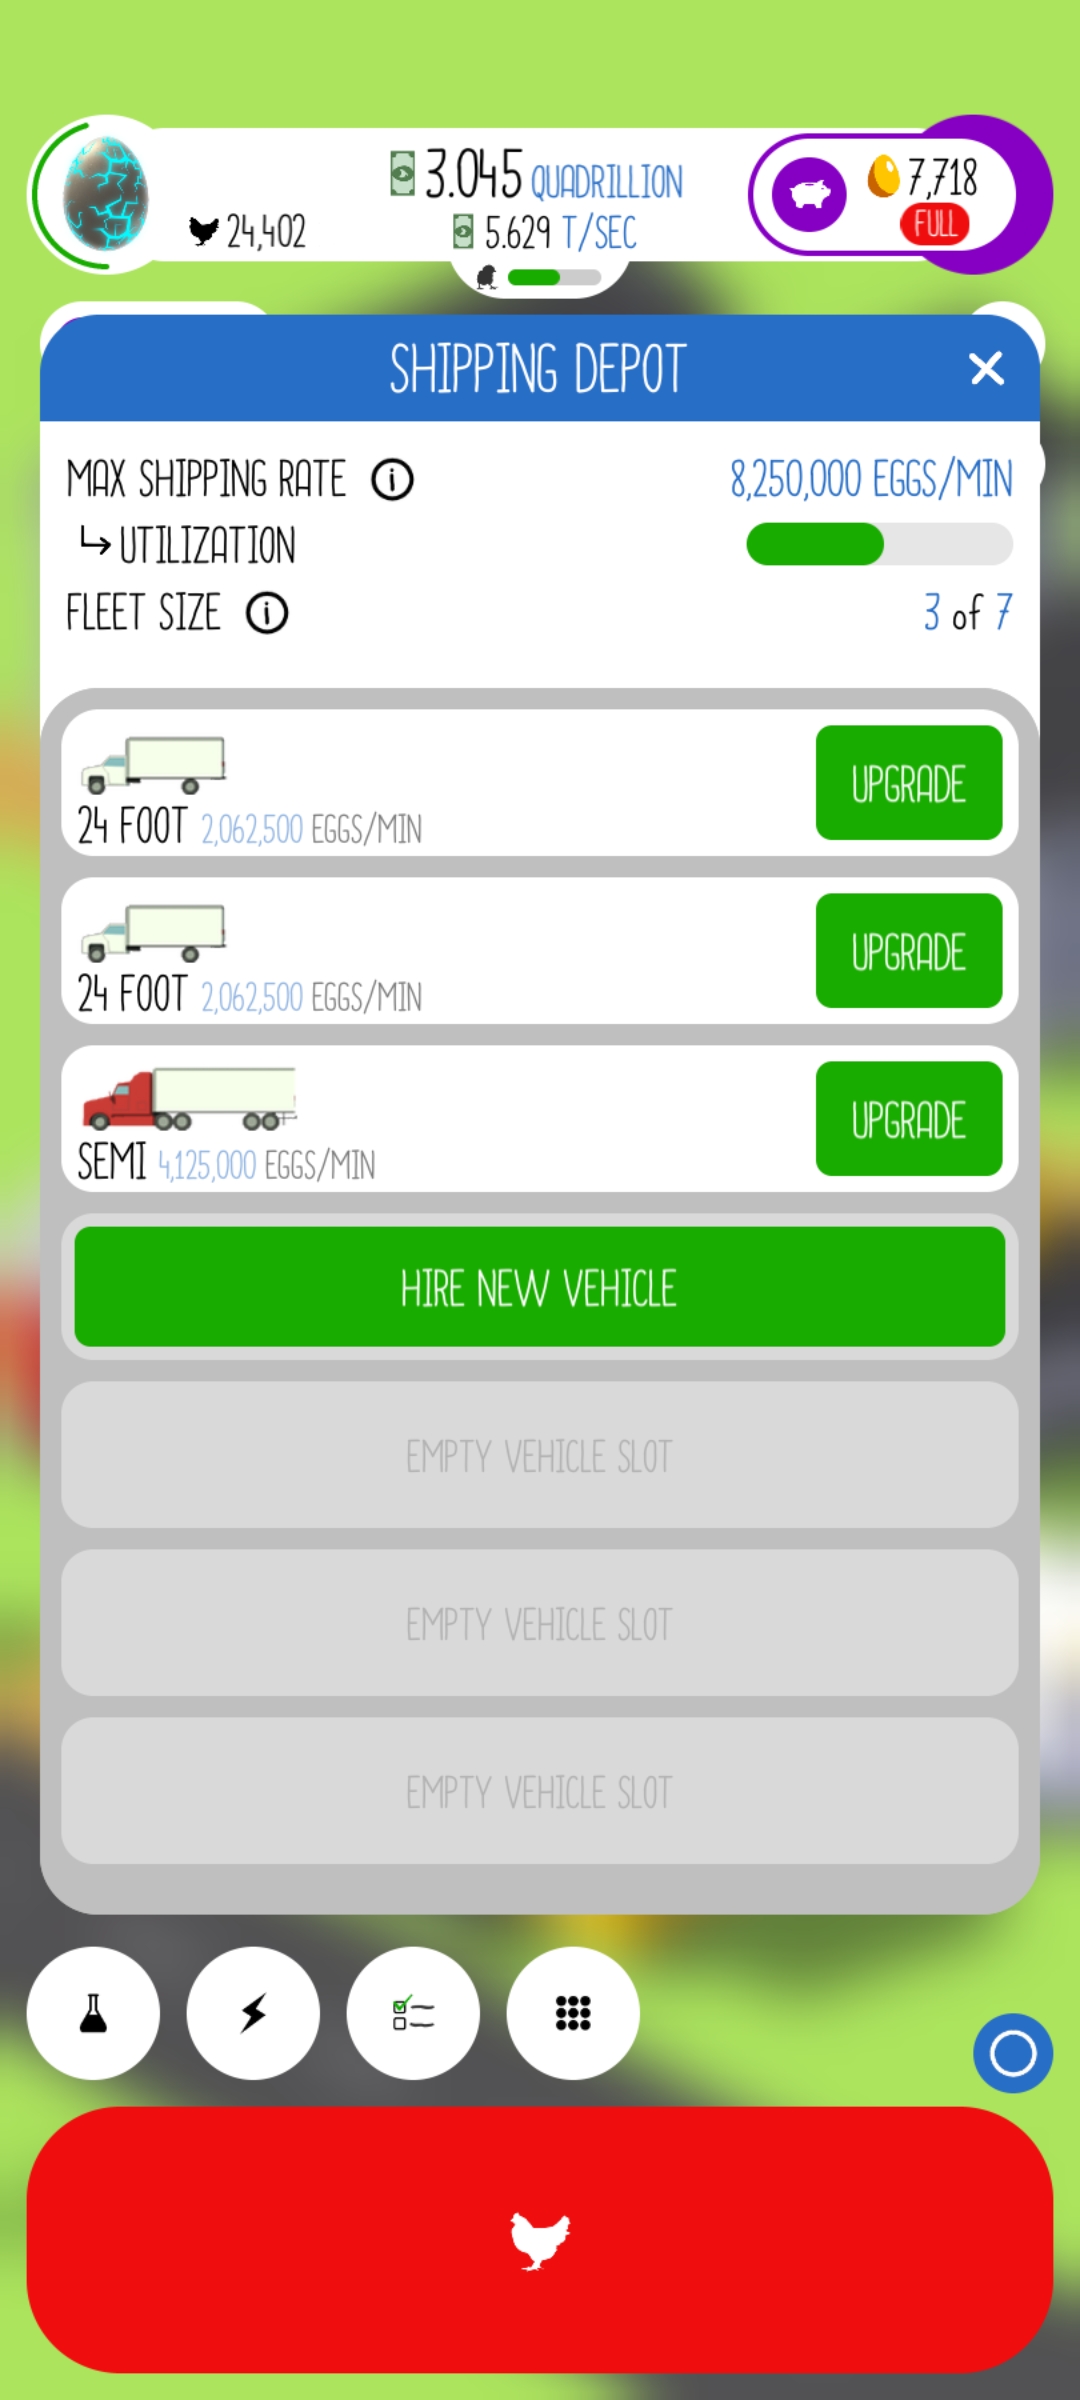 3.045 QUADRILLION
24,402
5.629 T/SEC
7,718
FULL
SHIPPING DEPOT
MAX SHIPPING RATE
8,250,000 EGGS/MIN
UTILIZATION
FLEET SIZE
3 of 7
24 FOOT 2,062,500 EGGS/MIN
UPGRADE
24 FOOT 2,062,500 EGGS/MIN
UPGRADE
SEMI 4,125,000 EGGS/MIN
UPGRADE
HIRE NEW VEHICLE
EMPTY VEHICLE SLOT
EMPTY VEHICLE SLOT
EMPTY VEHICLE SLOT